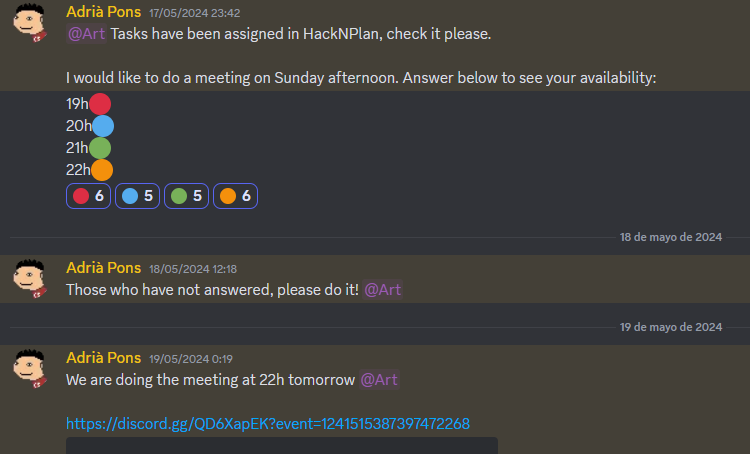 Adrià Pons 17/05/2024 23:42
@Art Tasks have been assigned in HackNPlan, check it please.
I would like to do a meeting on Sunday afternoon. Answer below to see your availability:
19h
20h
21h
22h
6 5 5 6
18 de mayo de 2024
Adrià Pons 18/05/2024 12:18
Those who have not answered, please do it! @Art
19 de mayo de 2024
Adrià Pons 19/05/2024 0:19
We are doing the meeting at 22h tomorrow @Art
https://discord.gg/QD6XapEK?event=1241515387397472268